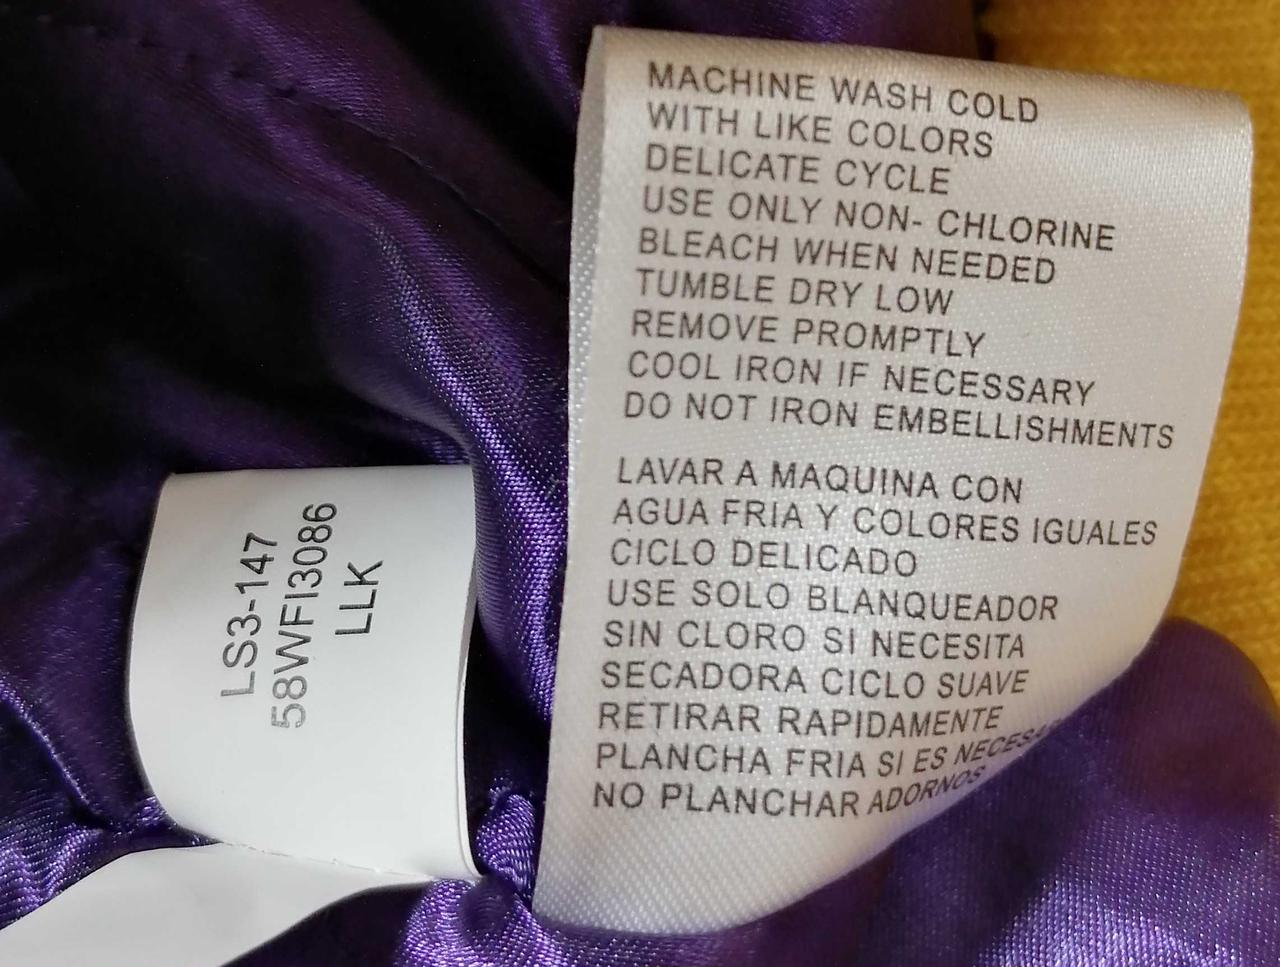 MACHINE WASH COLD
WITH LIKE COLORS
DELICATE CYCLE
USE ONLY NON- CHLORINE
BLEACH WHEN NEEDED
TUMBLE DRY LOW
REMOVE PROMPTLY
COOL IRON IF NECESSARY
DO NOT IRON EMBELLISHMENTS
LAVAR A MAQUINA CON
AGUA FRIA Y COLORES IGUALES
CICLO DELICADO
USE SOLO BLANQUEADOR
SIN CLORO SI NECESITA
SECADORA CICLO SUAVE
RETIRAR RAPIDAMENTE
PLANCHA FRIA SI ES
NO PLANCHAR ADORNOS
LS3-147
58WFI3086
LLK